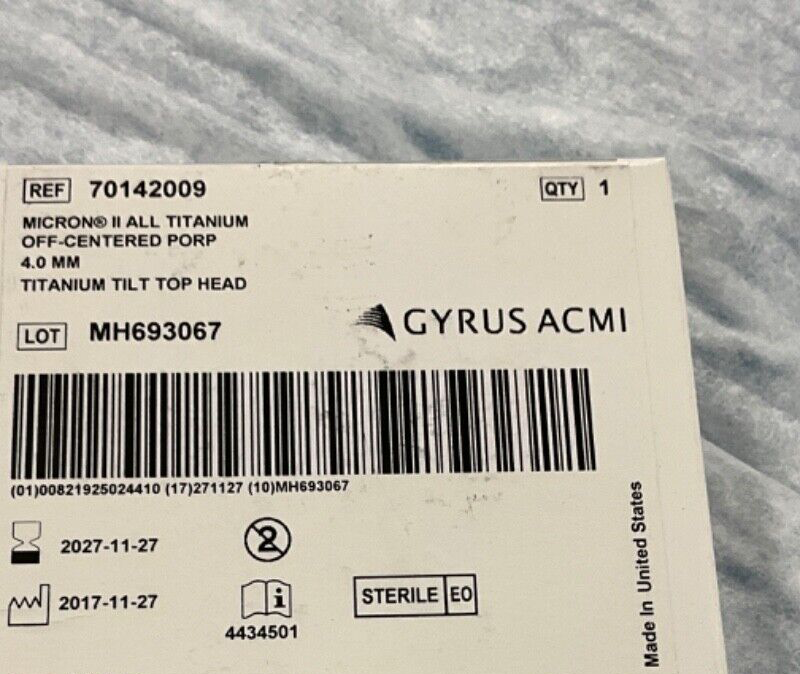 REF 70142009 QTY 1
MICRON® II ALL TITANIUM
OFF-CENTERED PORP
4.0 MM
TITANIUM TILT TOP HEAD
LOT MH693067
GYRUS ACMI
(01)00821925024410 (17)271127 (10)MH693067
2027-11-27
2
2017-11-27
i
4434501
STERILE EO
Made In United States